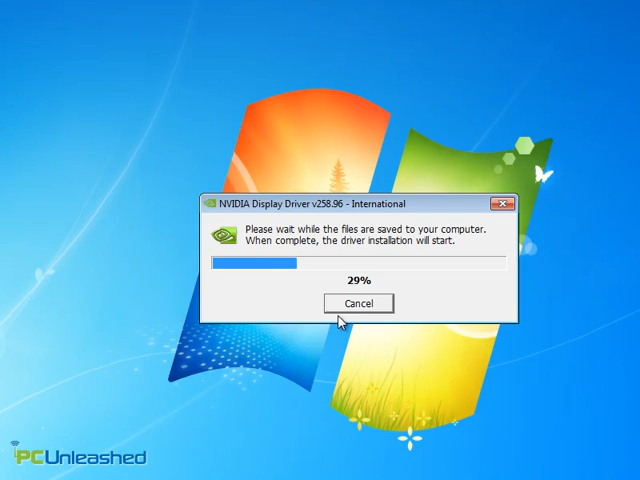 NVIDIA Display Driver v258.96 - International
Please wait while the files are saved to your computer.
When complete, the driver installation will start.
29%
Cancel
PCUnleashed